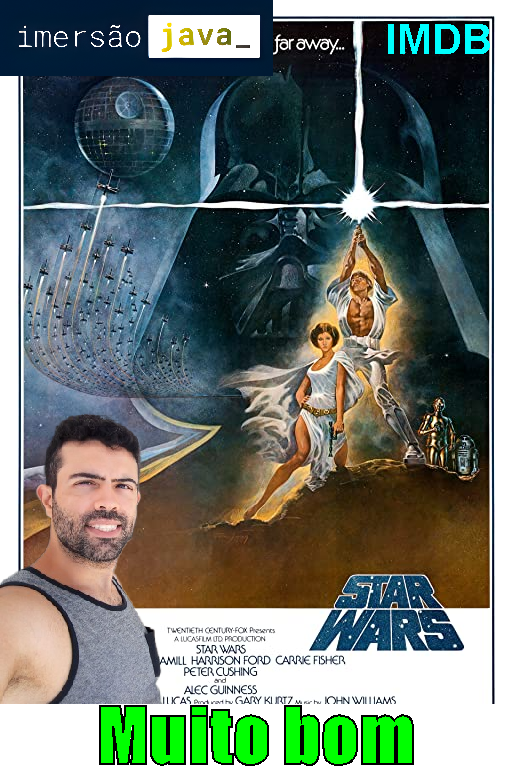 imersão java_
far away...
IMDB
STAR
WARS
TWENTIETH CENTURY-FOX Presents
A LUCASFILM LTD PRODUCTION
STAR WARS
HARRISON FORD CARRIE FISHER
PETER CUSHING
AND
ALEC GUINNESS
LUCAS Produced by GARY KURTZ Music by JOHN WILLIAMS
Muito bom